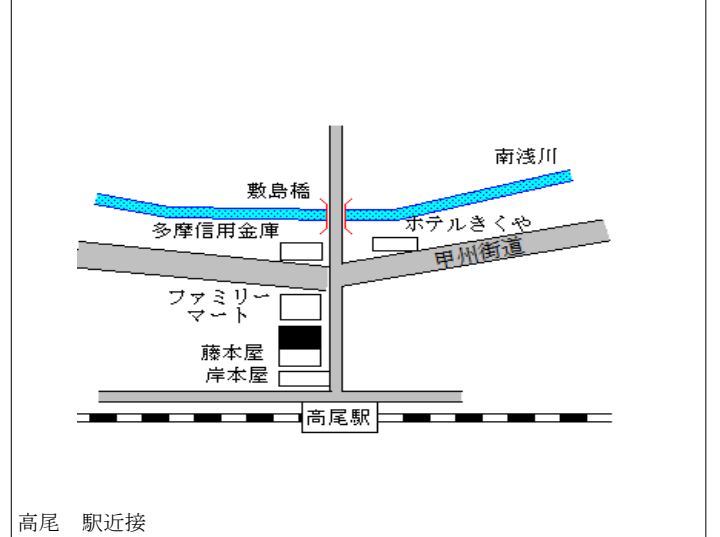 南浅川
敷島橋
多摩信用金庫
ホテルきくや
甲州街道
ファミリー
マート
藤本屋
岸本屋
高尾駅
高尾　駅近接